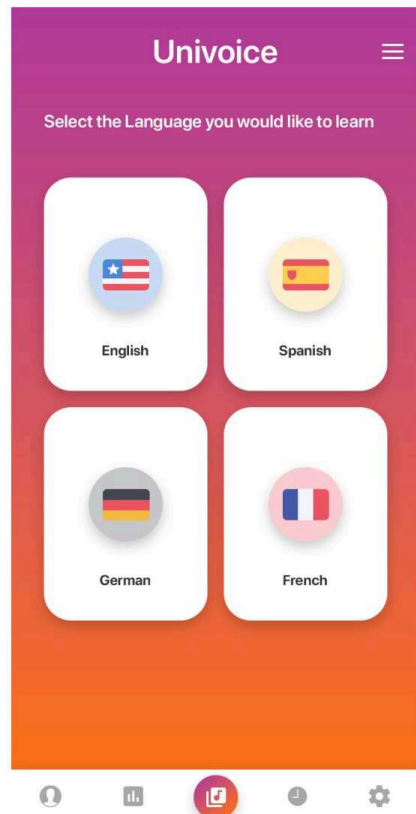 Univoice
Select the Language you would like to learn
English
Spanish
German
French